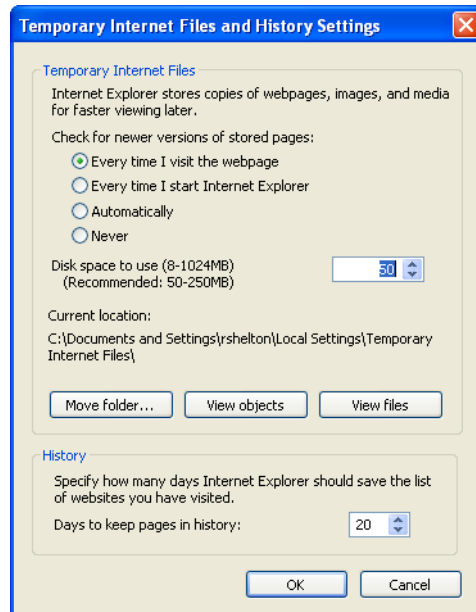 Temporary Internet Files and History Settings
Temporary Internet Files
Internet Explorer stores copies of webpages, images, and media
for faster viewing later.
Check for newer versions of stored pages:
Every time I visit the webpage
Every time I start Internet Explorer
Automatically
Never
Disk space to use (8-1024MB) 50
(Recommended: 50-250MB)
Current location:
C:\Documents and Settings\rshelton\Local Settings\Temporary
Internet Files\
Move folder... View objects View files
History
Specify how many days Internet Explorer should save the list
of websites you have visited.
Days to keep pages in history: 20
OK Cancel